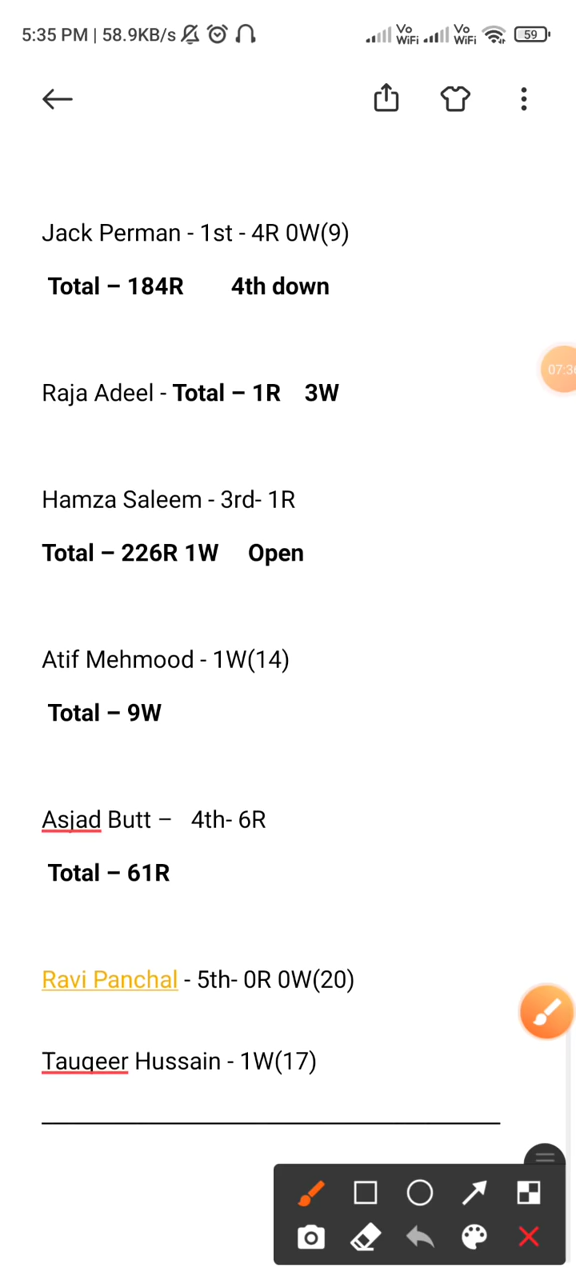 5:35 PM | 58.9KB/s Vo WiFi Vo WiFi 59
Jack Perman - 1st - 4R 0W(9)
Total – 184R 4th down
07:3
Raja Adeel - Total – 1R 3W
Hamza Saleem - 3rd- 1R
Total – 226R 1W Open
Atif Mehmood - 1W(14)
Total – 9W
Asjad Butt – 4th- 6R
Total – 61R
Ravi Panchal - 5th- 0R 0W(20)
Tauqeer Hussain - 1W(17)